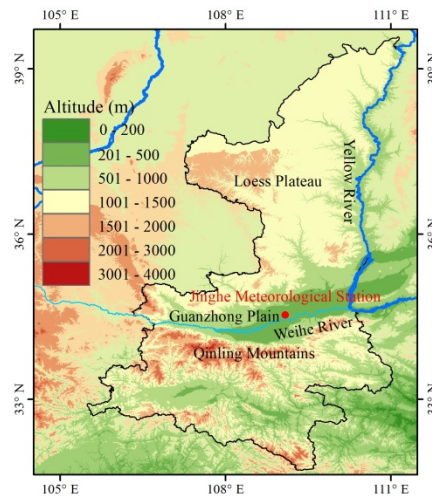 105° E
108° E
111° E
39° N
39° N
Altitude (m)
0 - 200
201 - 500
501 - 1000
1001 - 1500
1501 - 2000
2001 - 3000
3001 - 4000
Loess Plateau
Yellow River
36° N
36° N
Jinghe Meteorological Station
Guanzhong Plain
Weihe River
Qinling Mountains
33° N
33° N
105° E
108° E
111° E